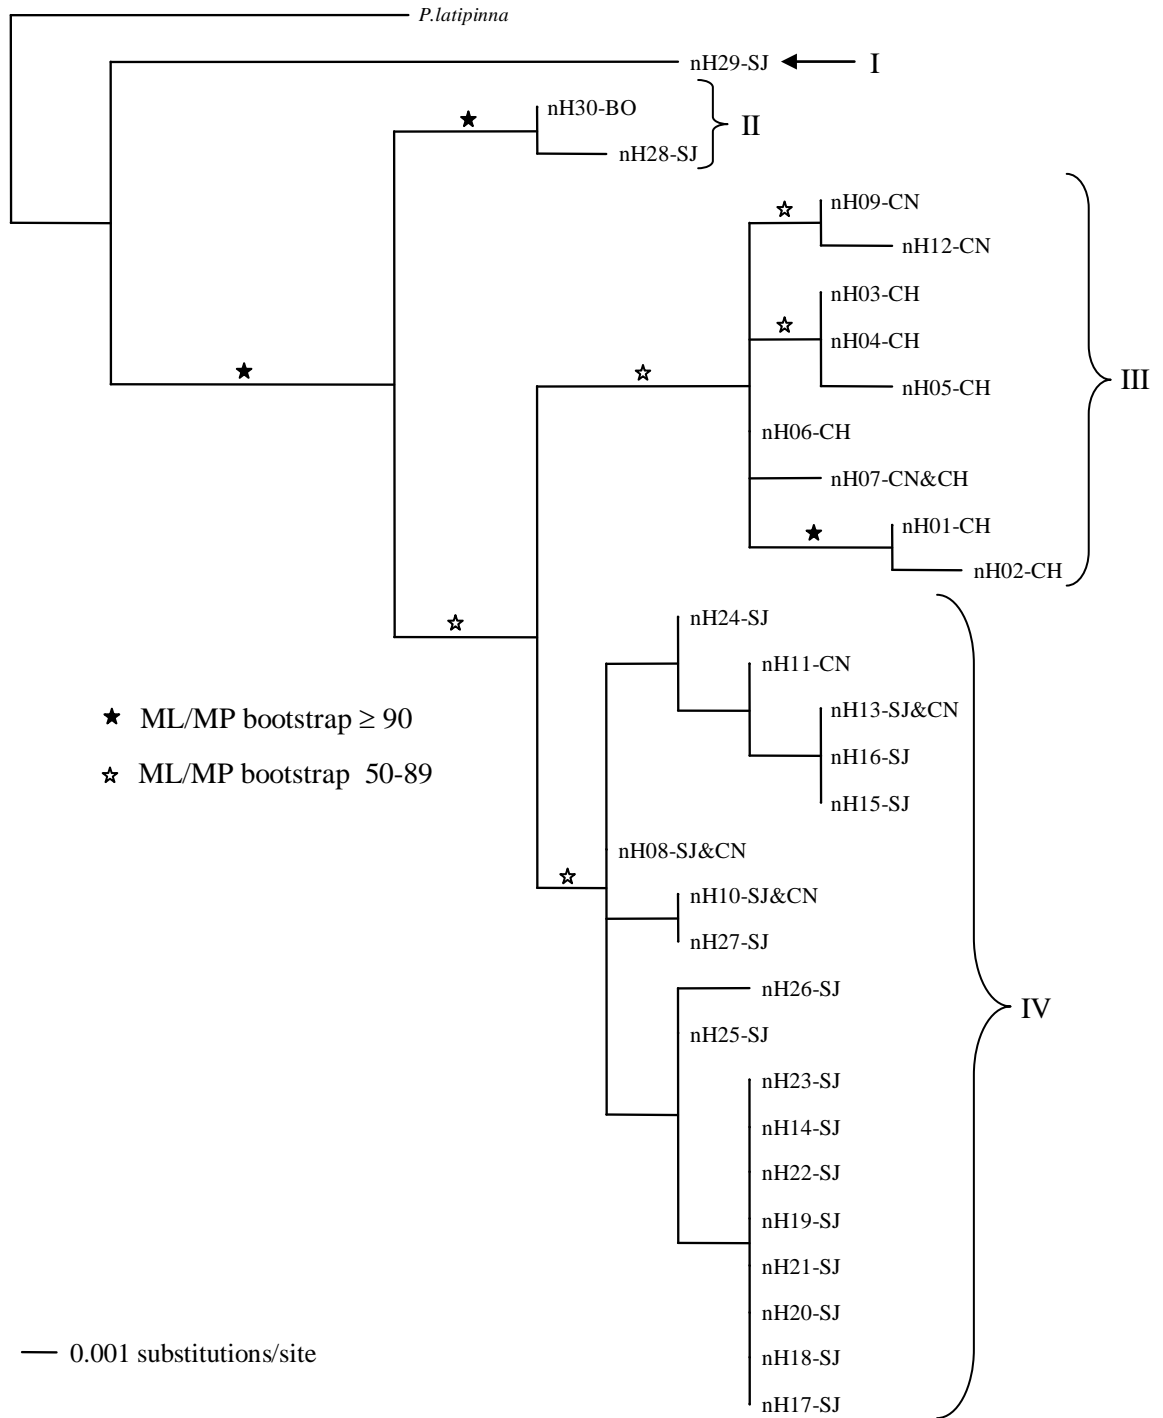 P.latipinna
nH29-SJ
I
nH30-BO
II
nH28-SJ
nH09-CN
nH12-CN
nH03-CH
nH04-CH
III
nH05-CH
nH06-CH
nH07-CN&CH
nH01-CH
nH02-CH
nH24-SJ
nH11-CN
nH13-SJ&CN
ML/MP bootstrap ≥ 90
nH16-SJ
ML/MP bootstrap 50-89
nH15-SJ
nH08-SJ&CN
nH10-SJ&CN
nH27-SJ
nH26-SJ
IV
nH25-SJ
nH23-SJ
nH14-SJ
nH22-SJ
nH19-SJ
nH21-SJ
nH20-SJ
nH18-SJ
0.001 substitutions/site
nH17-SJ